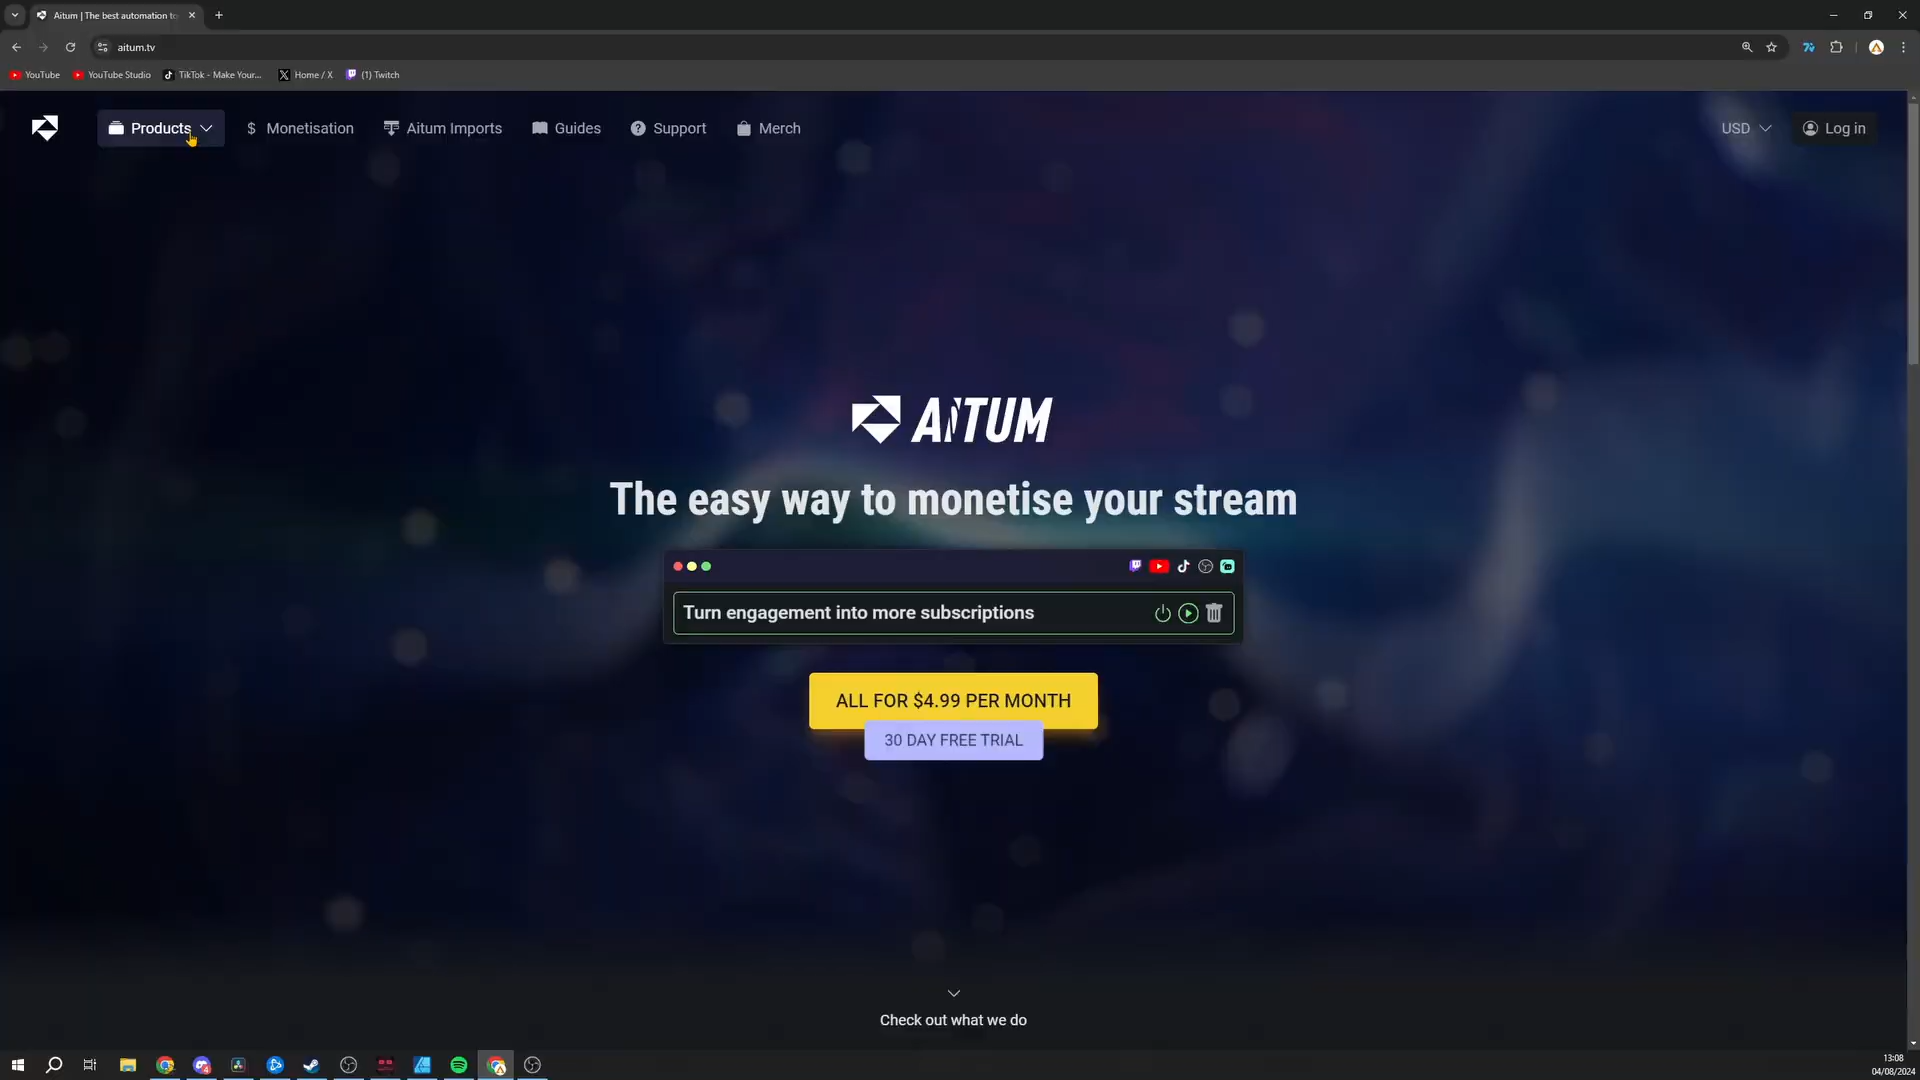 Aitum | The best automation to
aitum.tv
YouTube
YouTube Studio
TikTok - Make Your...
Home / X
(1) Twitch
Products
Monetisation
Aitum Imports
Guides
Support
Merch
USD
Log in
AITUM
The easy way to monetise your stream
Turn engagement into more subscriptions
ALL FOR $4.99 PER MONTH
30 DAY FREE TRIAL
Check out what we do
13:08
04/08/2024